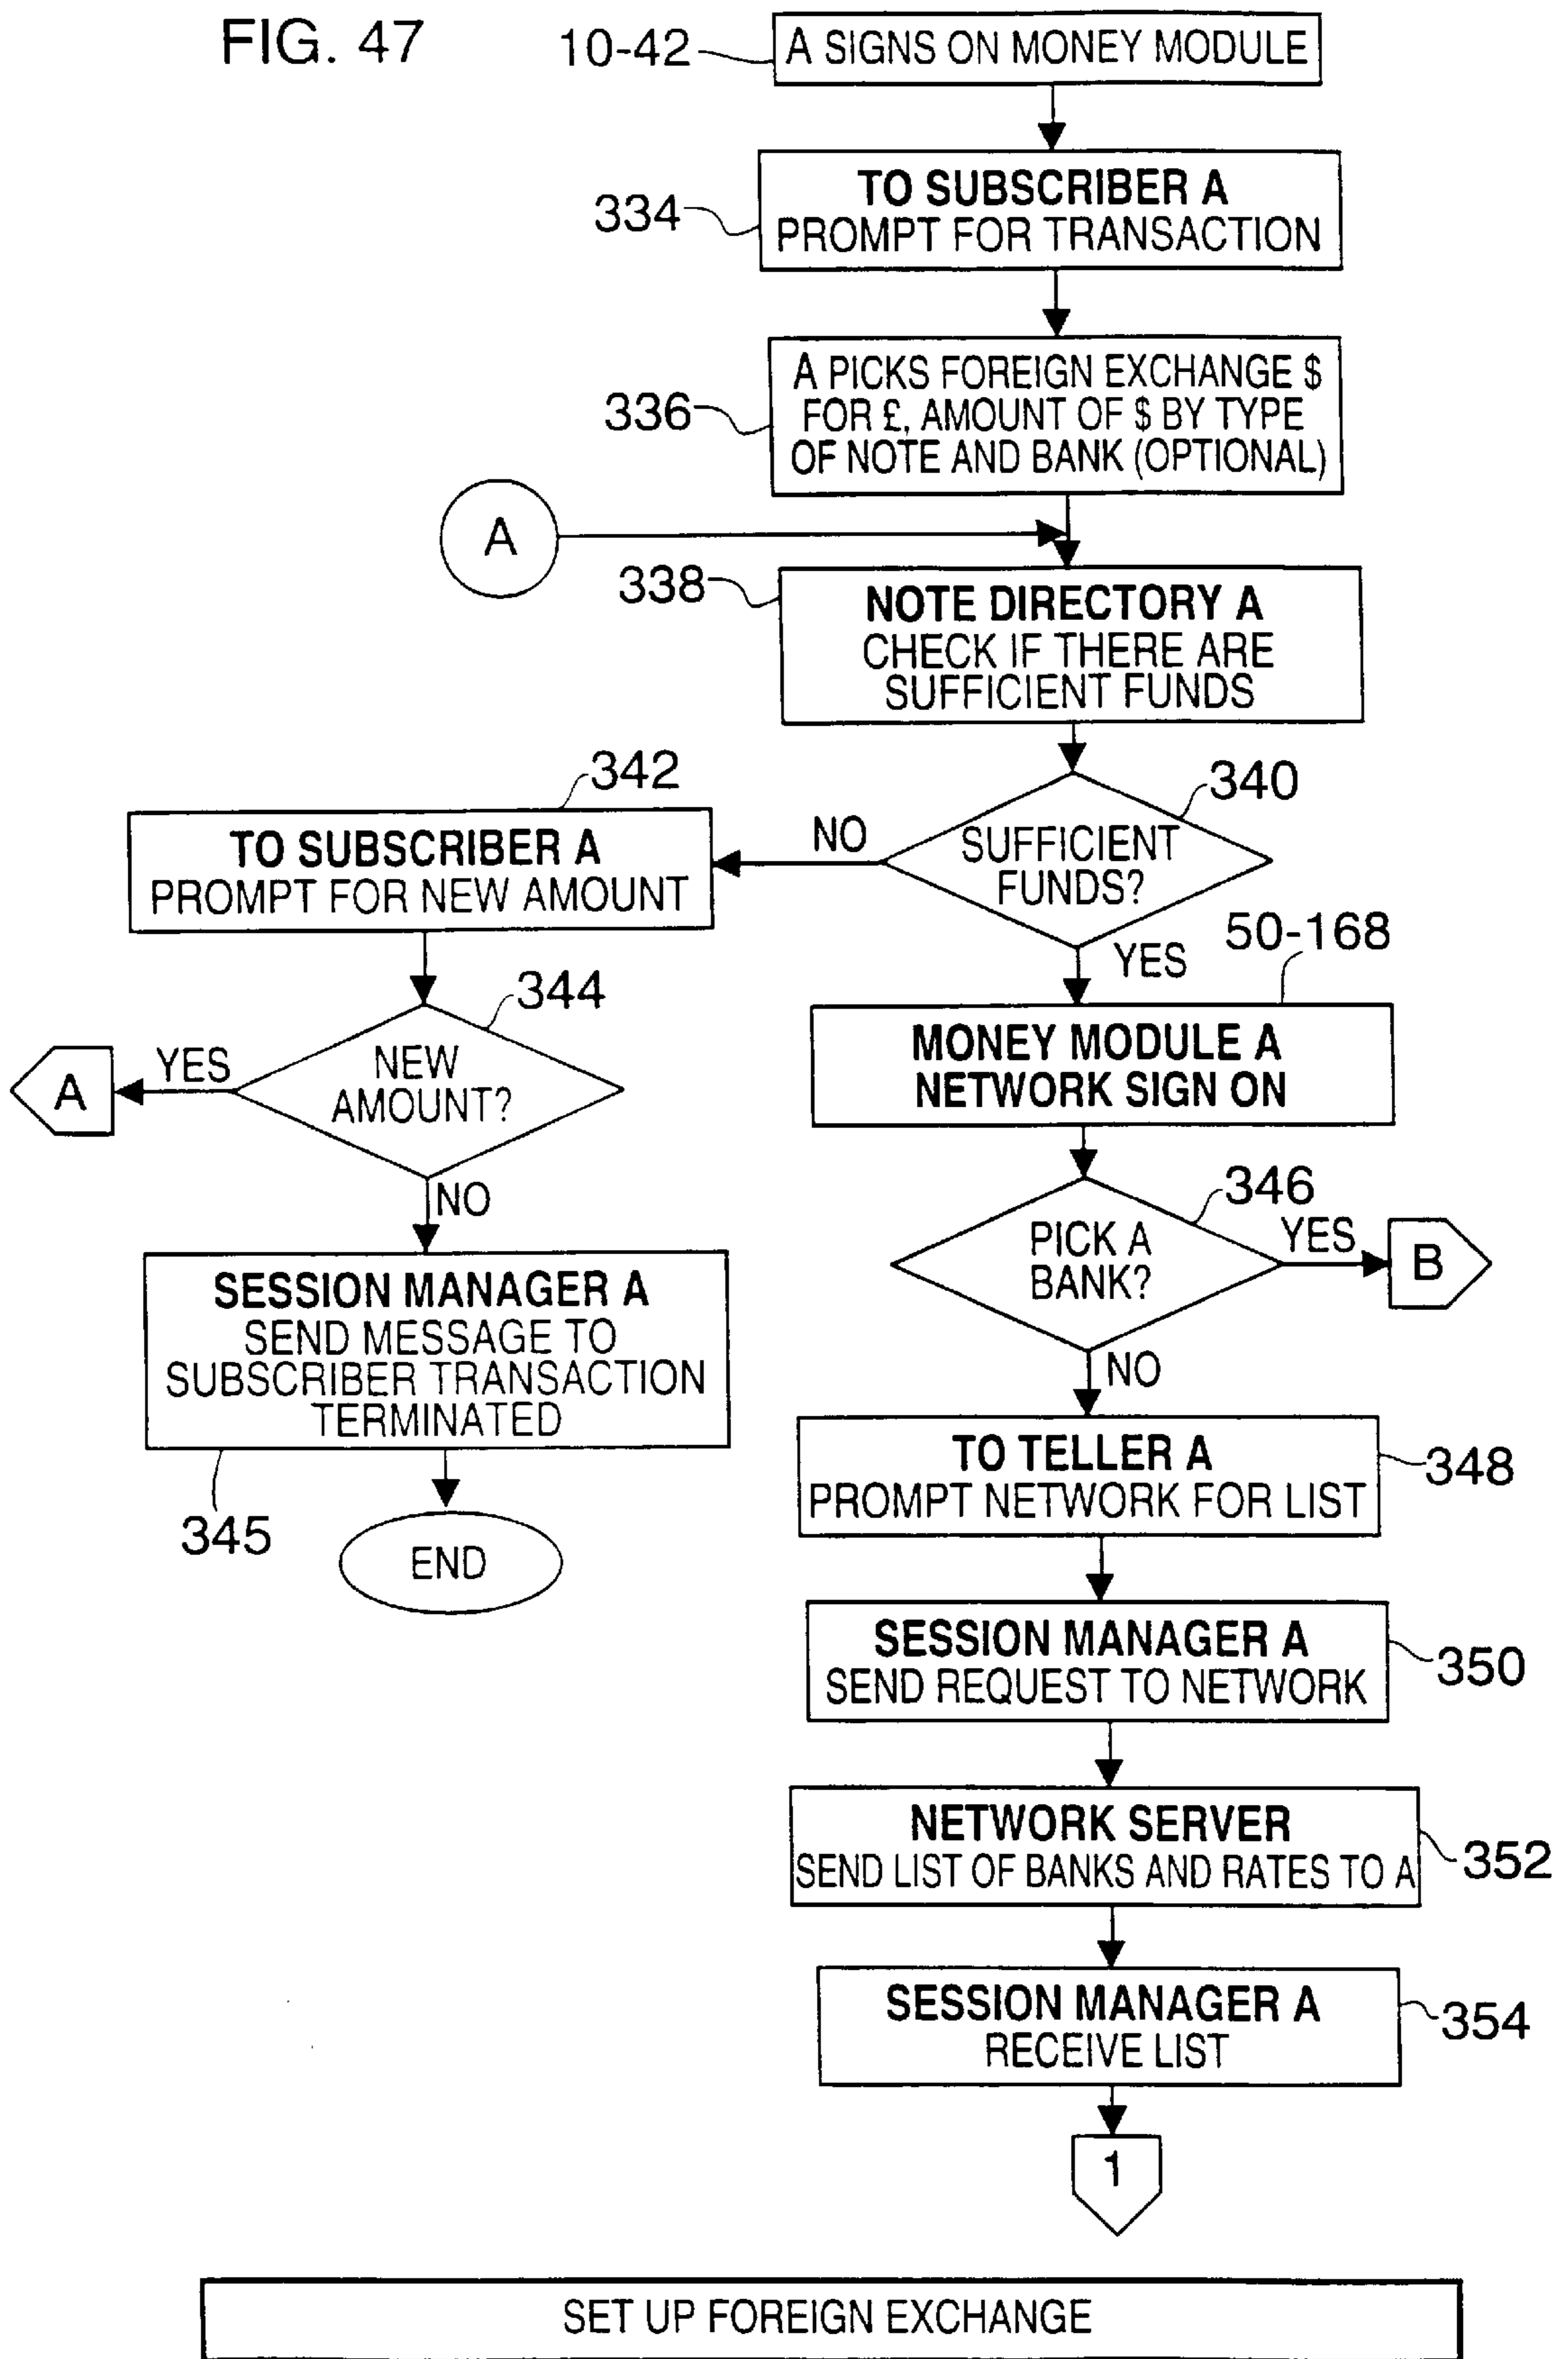 FIG. 47
10-42
A SIGNS ON MONEY MODULE
334
TO SUBSCRIBER A
PROMPT FOR TRANSACTION
336
A PICKS FOREIGN EXCHANGE $
FOR £, AMOUNT OF $ BY TYPE
OF NOTE AND BANK (OPTIONAL)
A
338
NOTE DIRECTORY A
CHECK IF THERE ARE
SUFFICIENT FUNDS
340
SUFFICIENT
FUNDS?
NO
YES
342
TO SUBSCRIBER A
PROMPT FOR NEW AMOUNT
344
NEW
AMOUNT?
YES
A
NO
SESSION MANAGER A
SEND MESSAGE TO
SUBSCRIBER TRANSACTION
TERMINATED
345
END
50-168
MONEY MODULE A
NETWORK SIGN ON
346
PICK A
BANK?
YES
B
NO
TO TELLER A
PROMPT NETWORK FOR LIST
348
SESSION MANAGER A
SEND REQUEST TO NETWORK
350
NETWORK SERVER
SEND LIST OF BANKS AND RATES TO A
352
SESSION MANAGER A
RECEIVE LIST
354
1
SET UP FOREIGN EXCHANGE